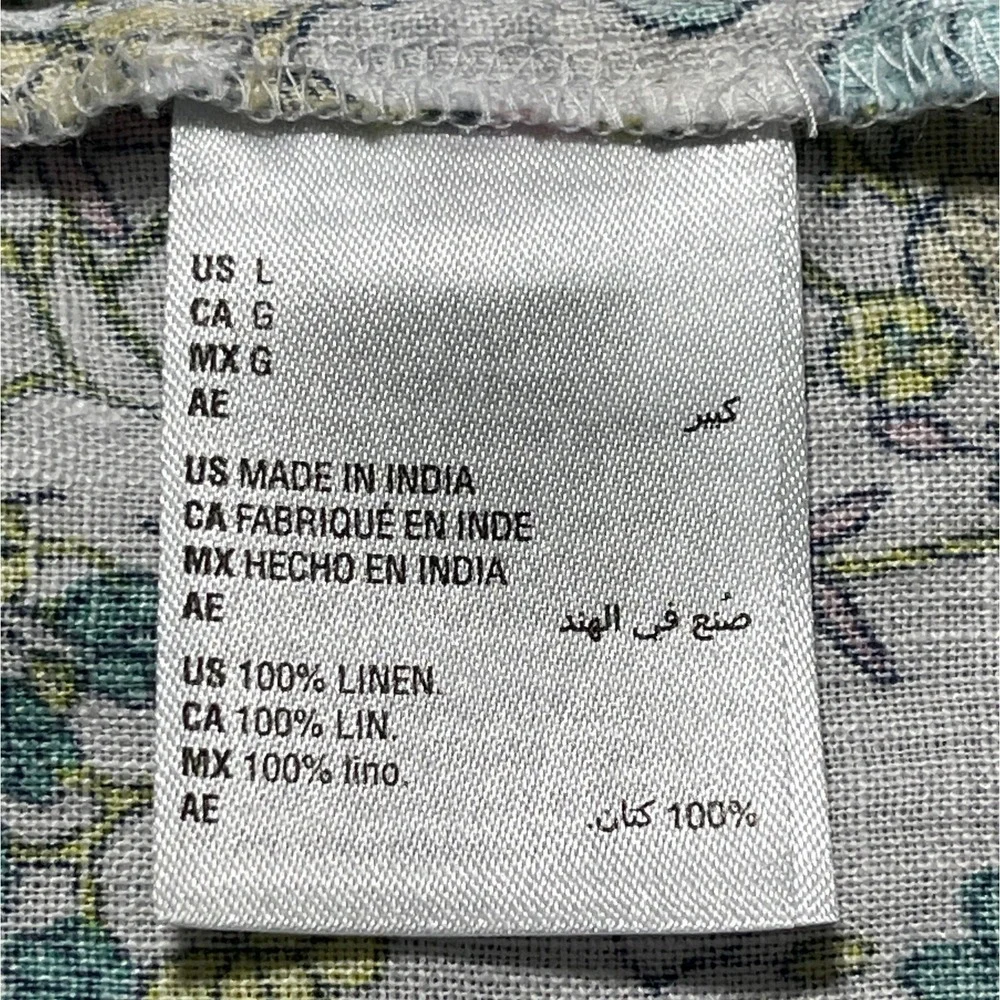 US L
CA G
MX G
AE كبير
US MADE IN INDIA
CA FABRIQUÉ EN INDE
MX HECHO EN INDIA
AE صُنع في الهند
US 100% LINEN.
CA 100% LIN.
MX 100% lino.
AE 100% كتان.